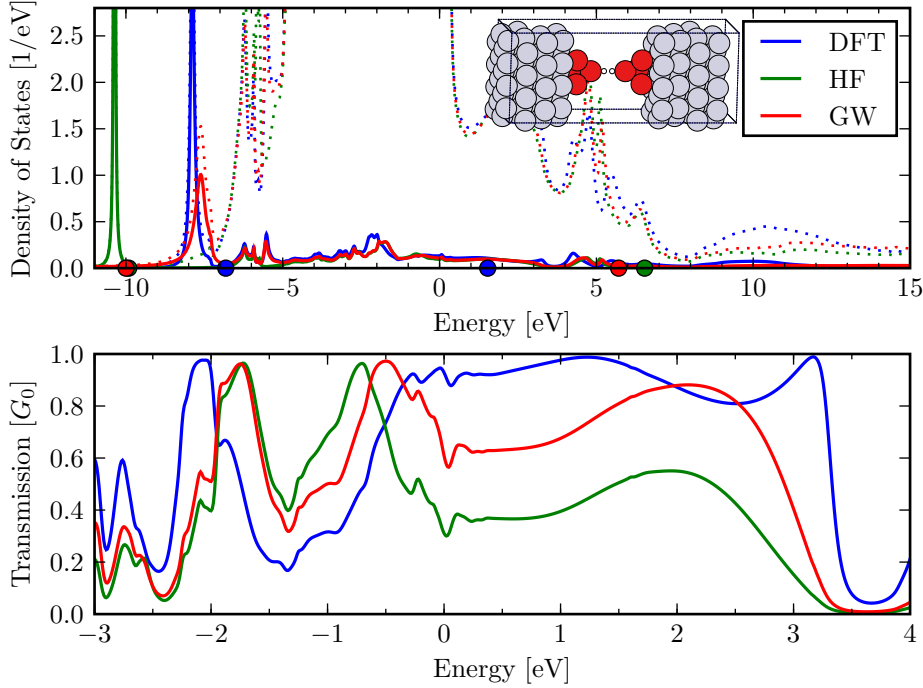 Density of States [1/eV]
2.5
2.0
1.5
1.0
0.5
0.0
DFT
HF
GW
−10 −5 0 5 10 15
Energy [eV]
Transmission [G0]
1.0
0.8
0.6
0.4
0.2
0.0
−3 −2 −1 0 1 2 3 4
Energy [eV]